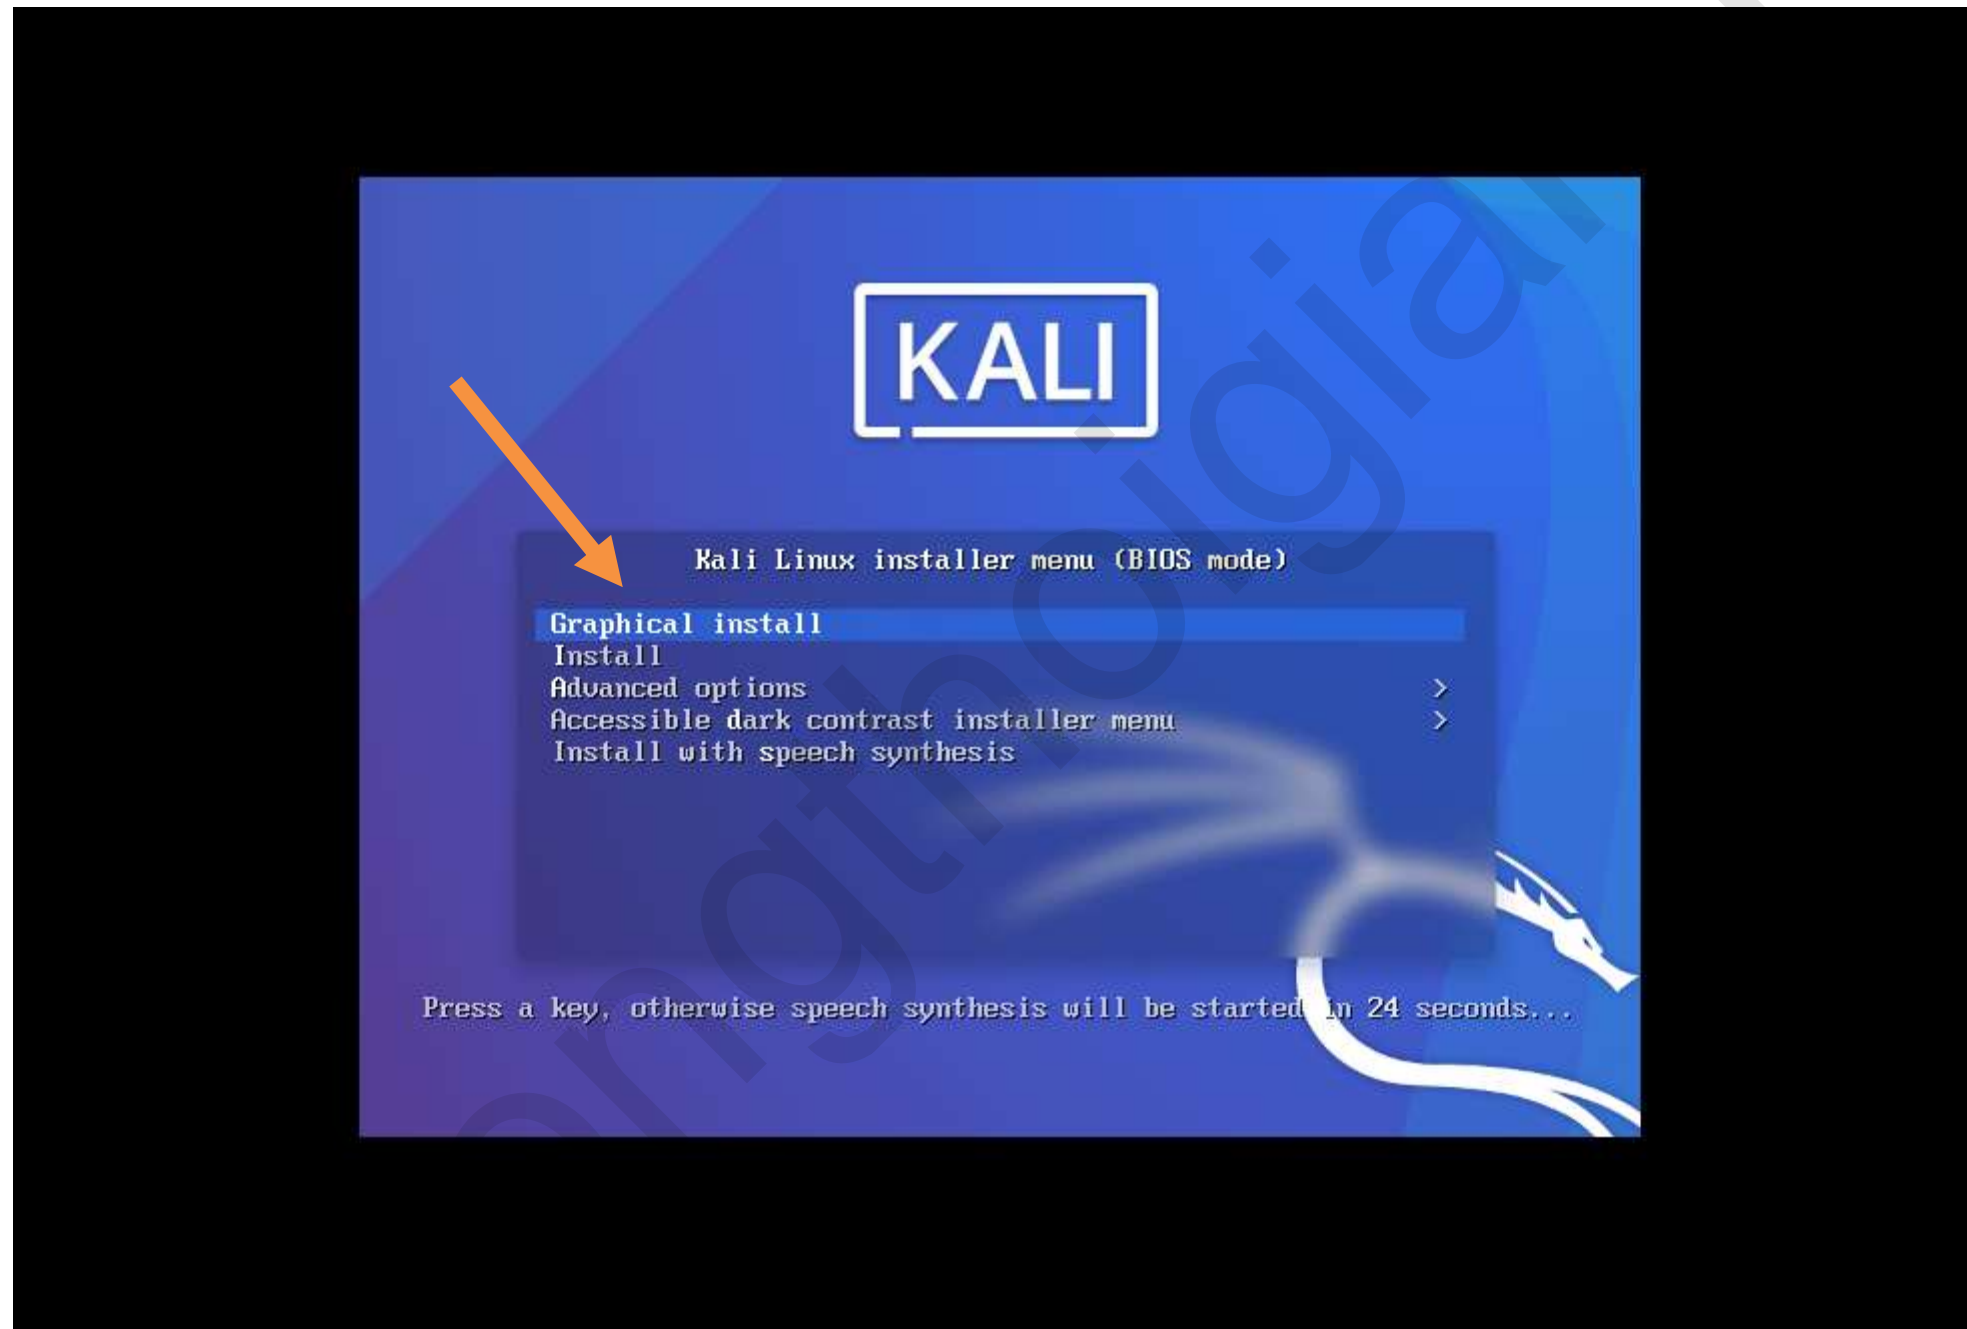 KALI
Kali Linux installer menu (BIOS mode)
Graphical install
Install
Advanced options >
Accessible dark contrast installer menu >
Install with speech synthesis
Press a key, otherwise speech synthesis will be started in 24 seconds...